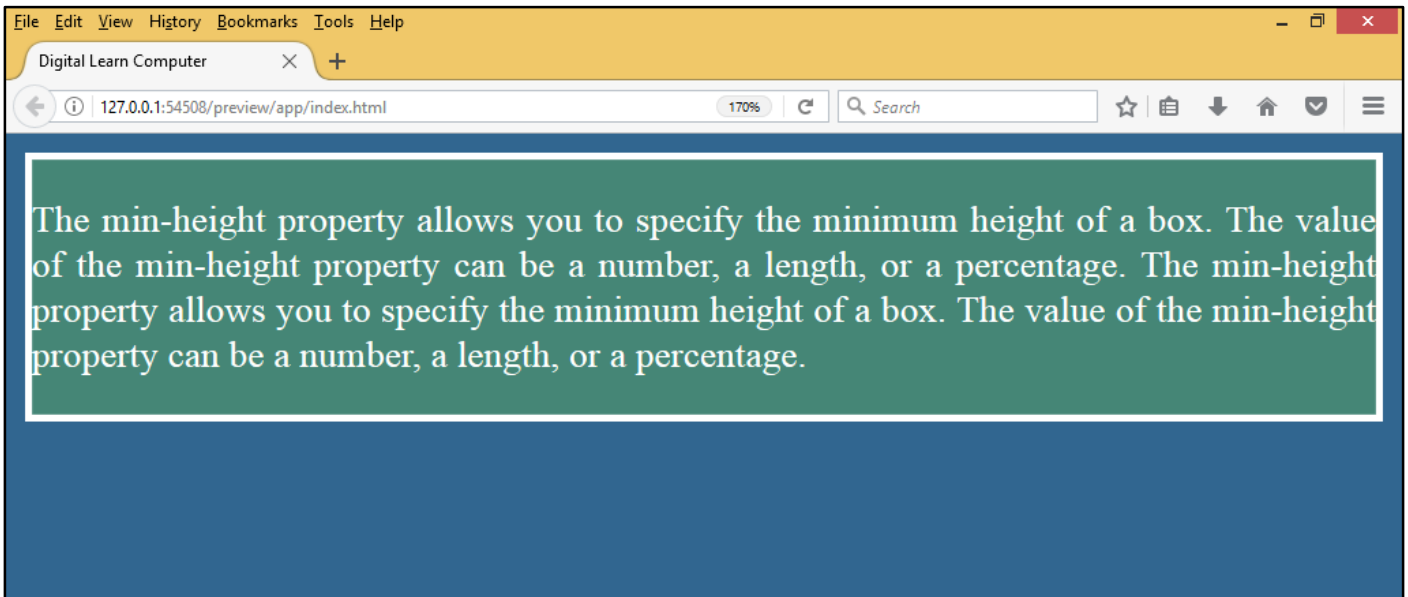 File Edit View History Bookmarks Tools Help
Digital Learn Computer
127.0.0.1:54508/preview/app/index.html 170% Search
The min-height property allows you to specify the minimum height of a box. The value
of the min-height property can be a number, a length, or a percentage. The min-height
property allows you to specify the minimum height of a box. The value of the min-height
property can be a number, a length, or a percentage.